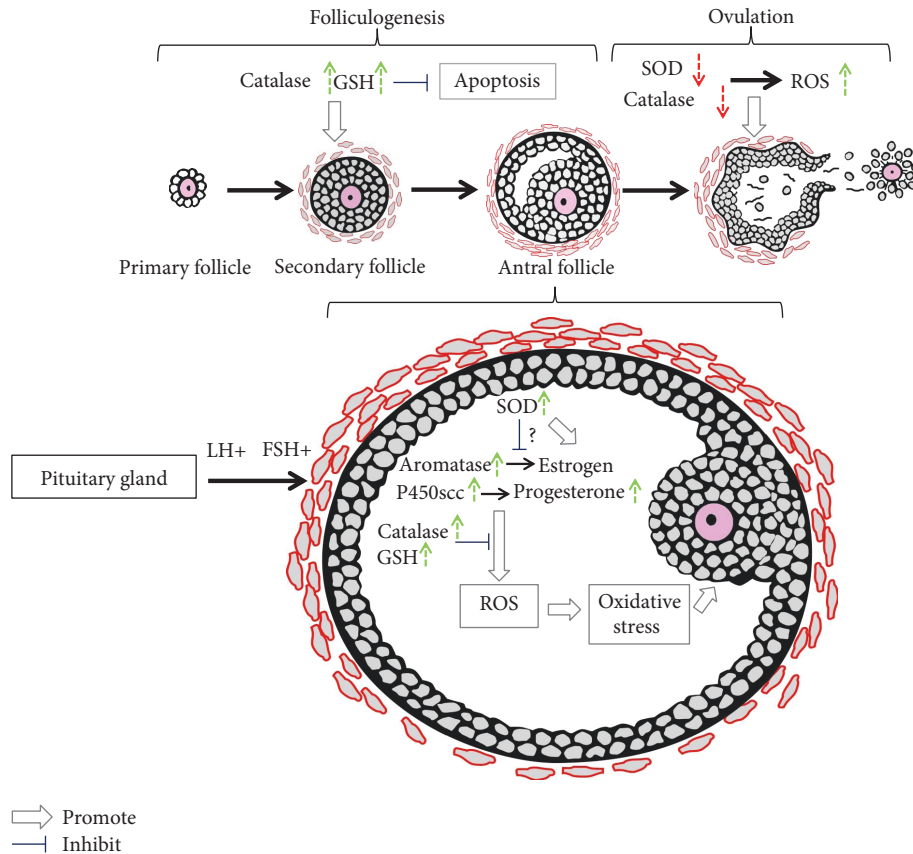 Folliculogenesis
Ovulation
Catalase GSH
Apoptosis
SOD
Catalase
ROS
Primary follicle
Secondary follicle
Antral follicle
SOD
?
LH+ FSH+
Pituitary gland
Aromatase
Estrogen
P450scc
Progesterone
Catalase
GSH
ROS
Oxidative
stress
Promote
Inhibit